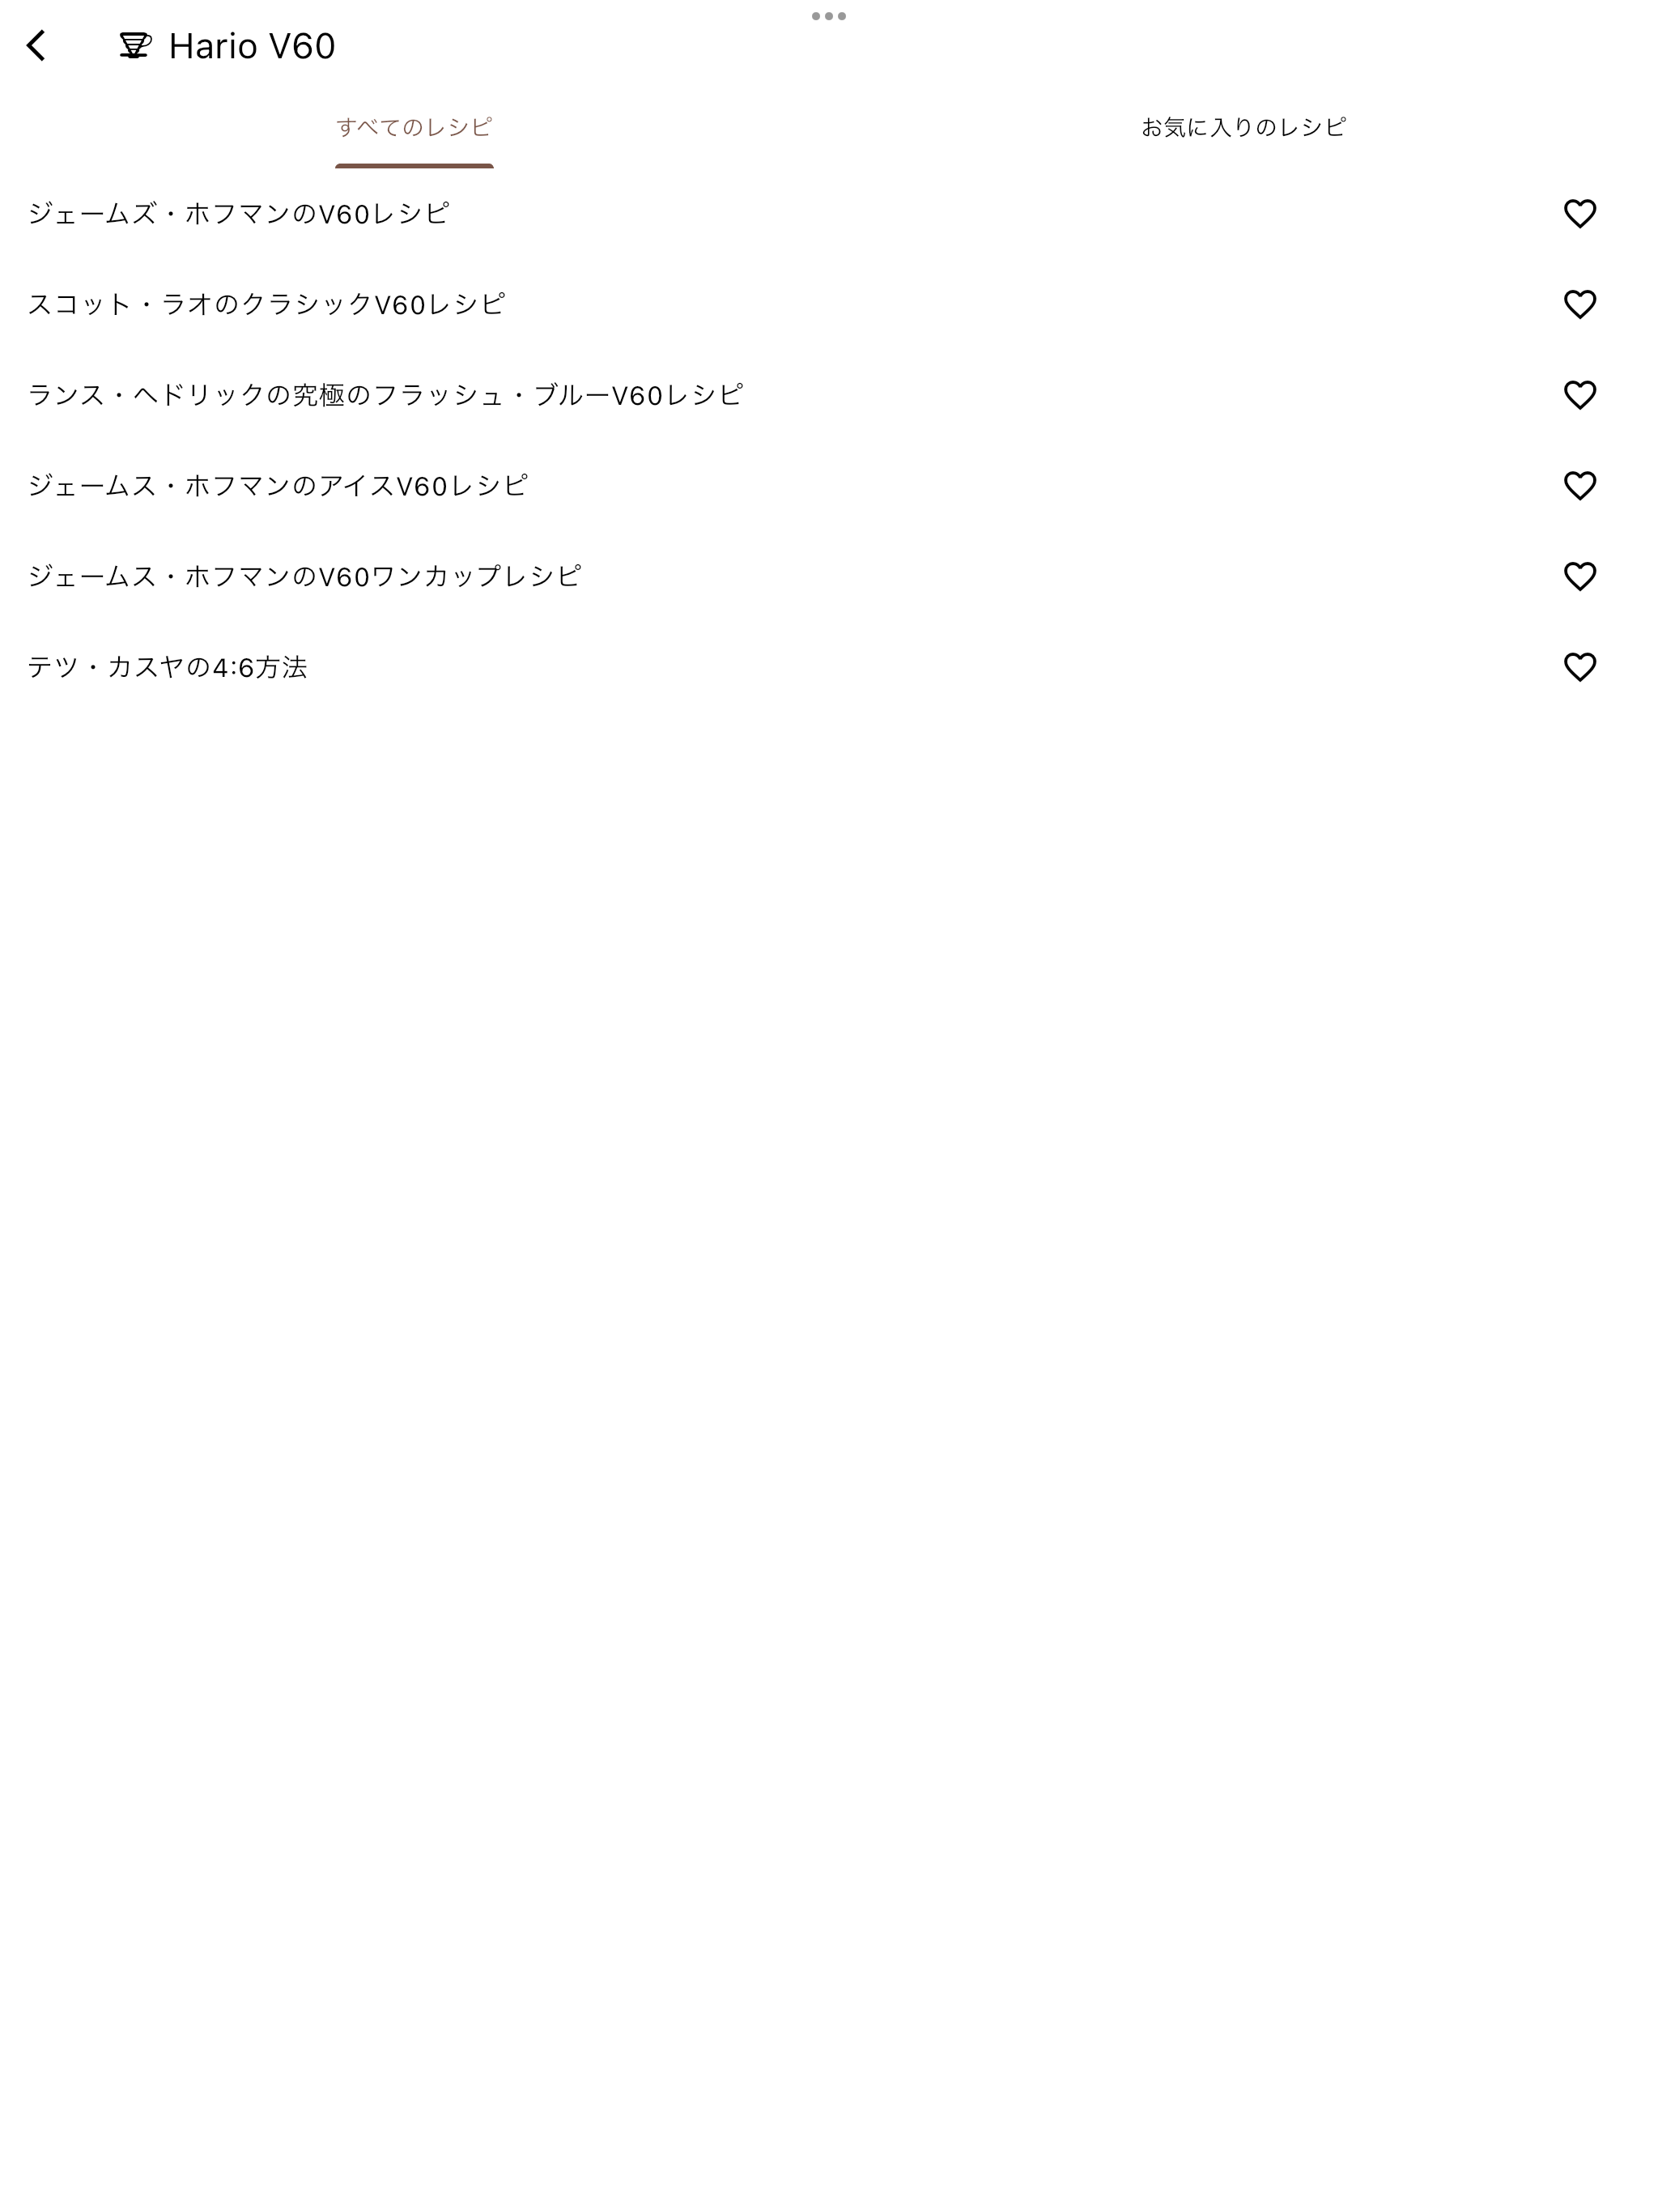 Hario V60
すべてのレシピ
お気に入りのレシピ
ジェームズ・ホフマンのV60レシピ
スコット・ラオのクラシックV60レシピ
ランス・ヘドリックの究極のフラッシュ・ブルーV60レシピ
ジェームス・ホフマンのアイスV60レシピ
ジェームス・ホフマンのV60ワンカップレシピ
テツ・カスヤの4:6方法